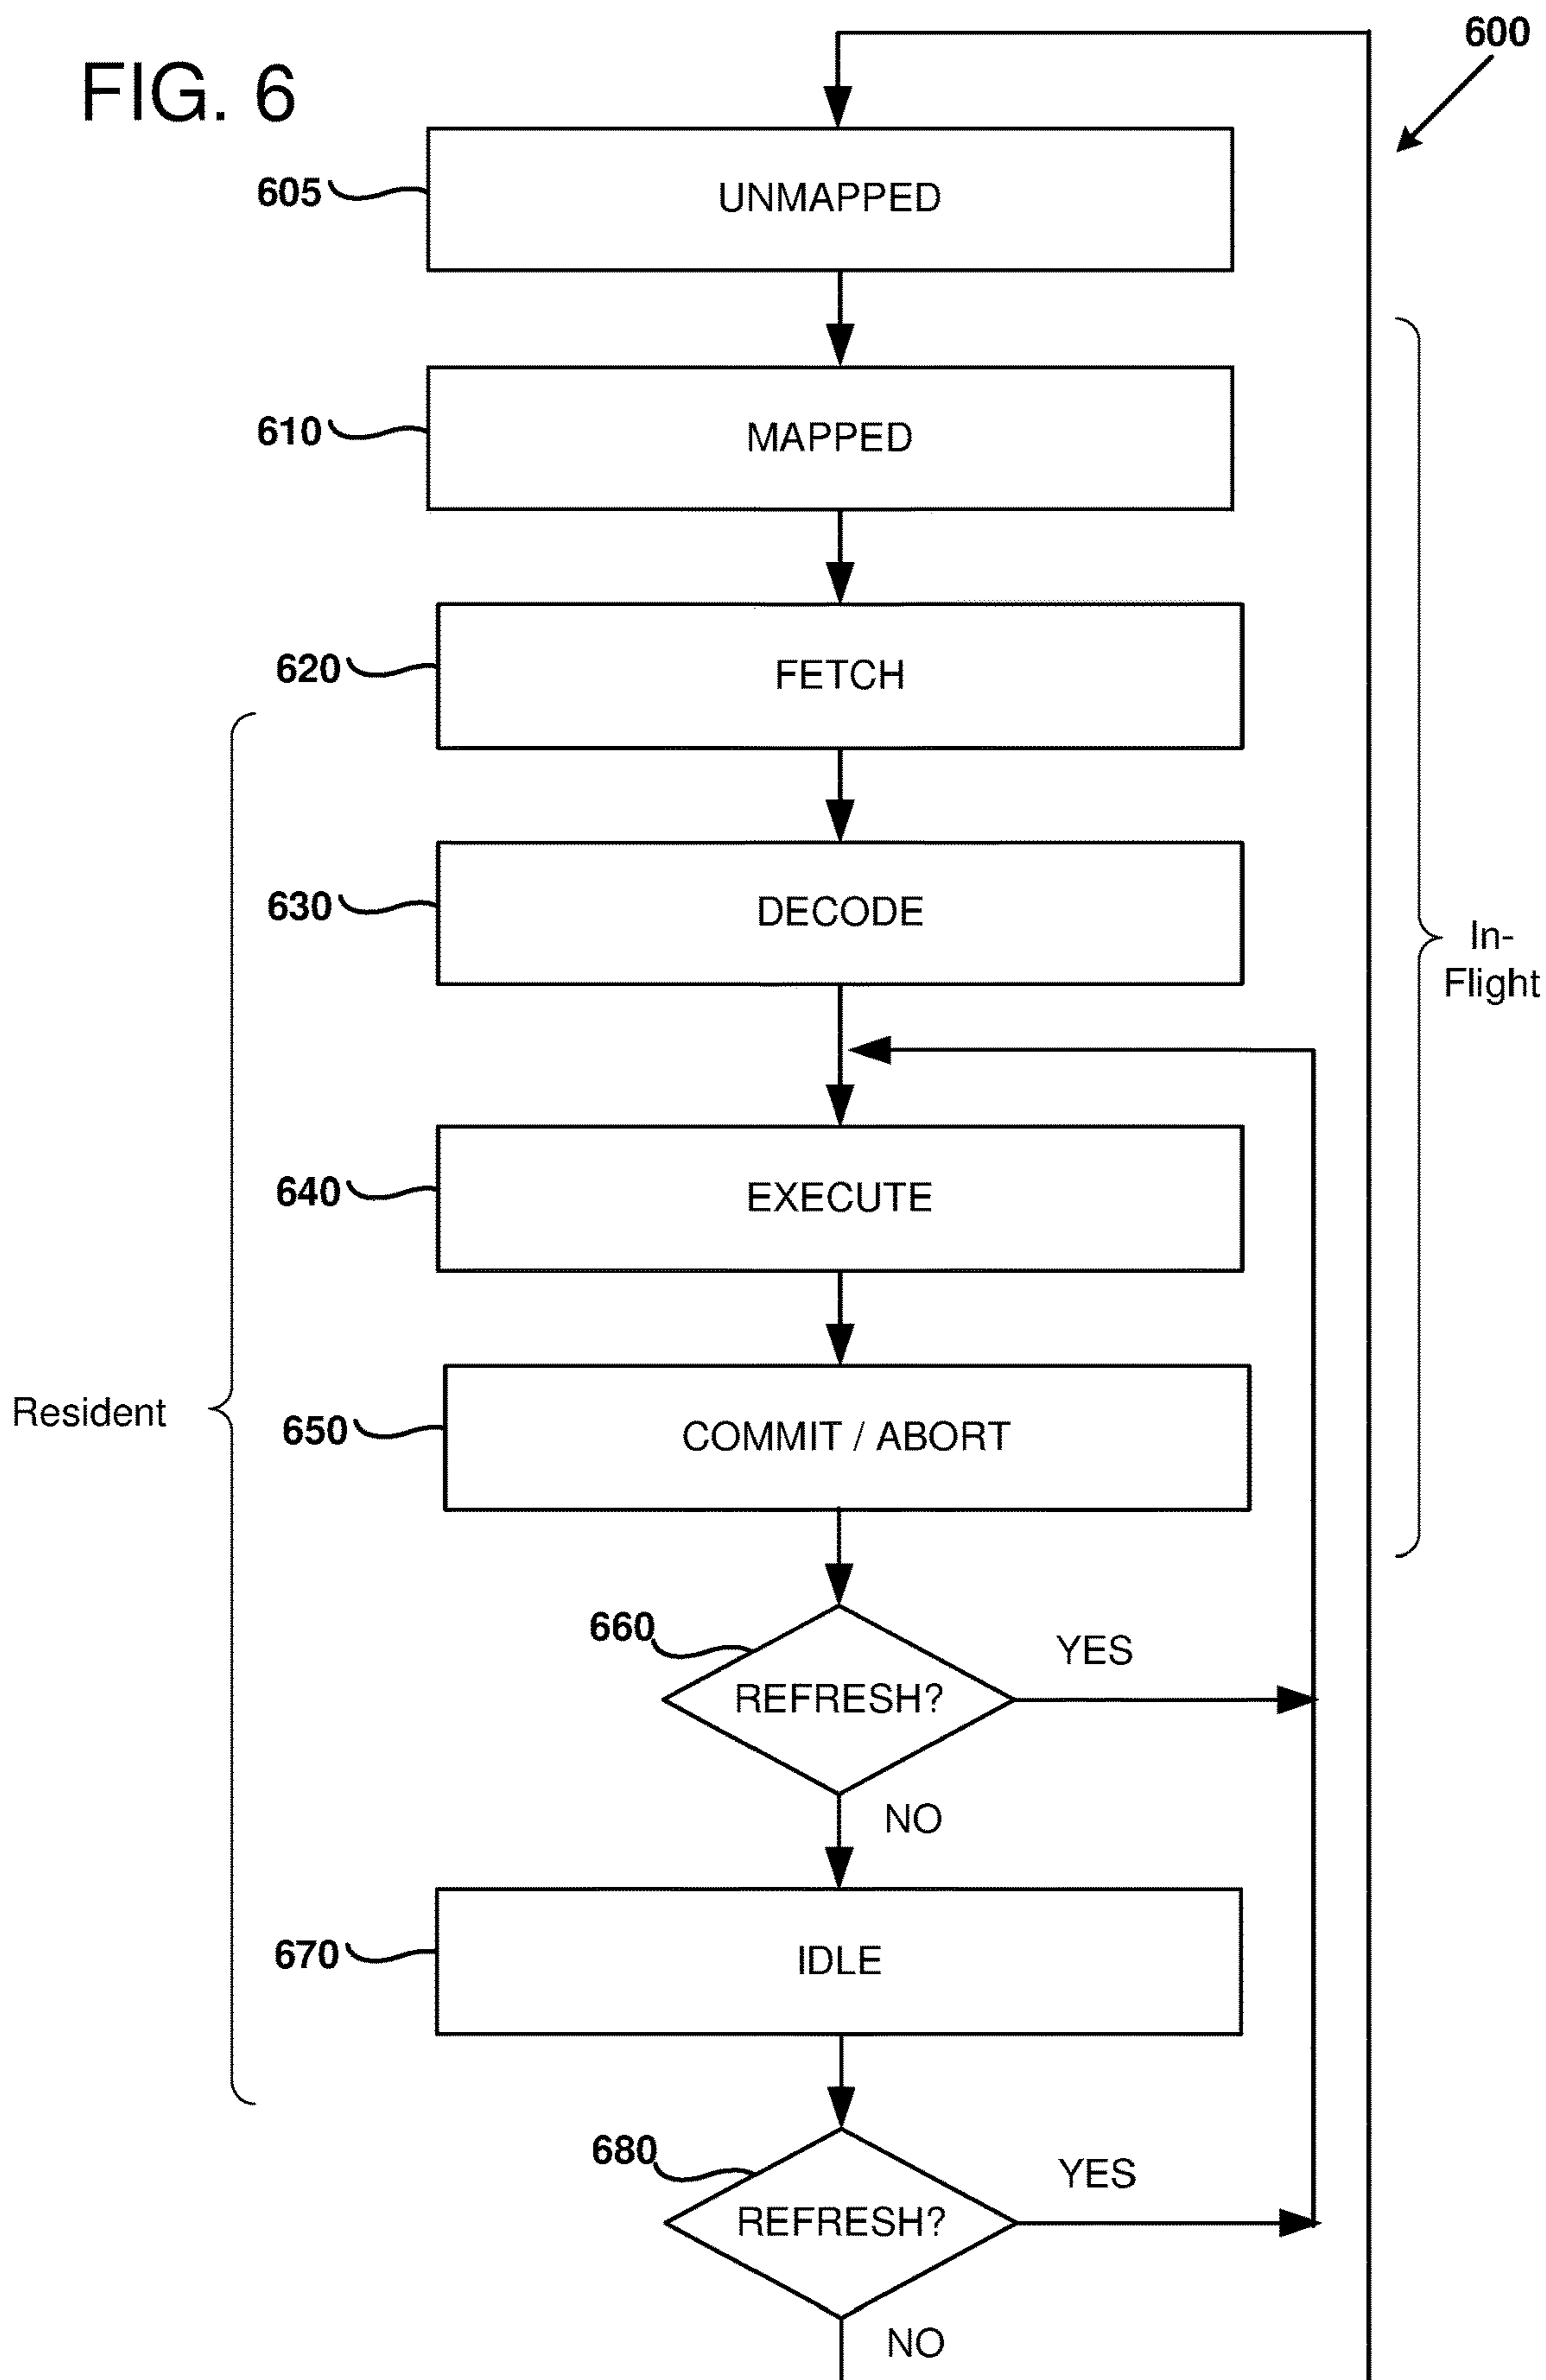 FIG. 6
600
605
UNMAPPED
610
MAPPED
620
FETCH
630
DECODE
In-
Flight
640
EXECUTE
Resident
650
COMMIT / ABORT
660
REFRESH?
YES
NO
670
IDLE
680
REFRESH?
YES
NO